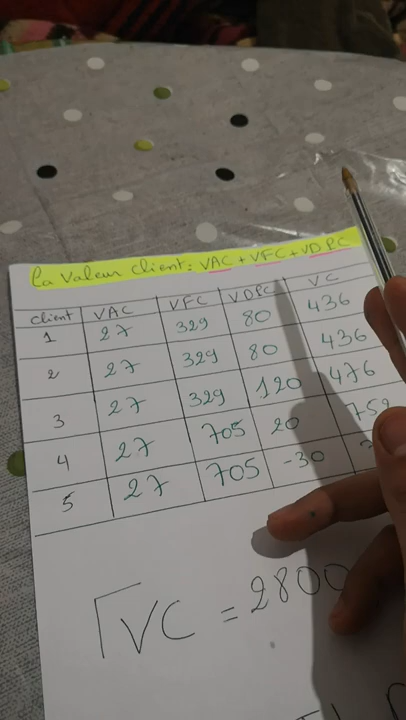 la valeur client: VAC + VFC + VDPC
client VAC VFC VDPC VC
1 27 329 80 436
2 27 329 80 436
3 27 329 120 476
4 27 705 20 752
5 27 705 -30
VC = 2800